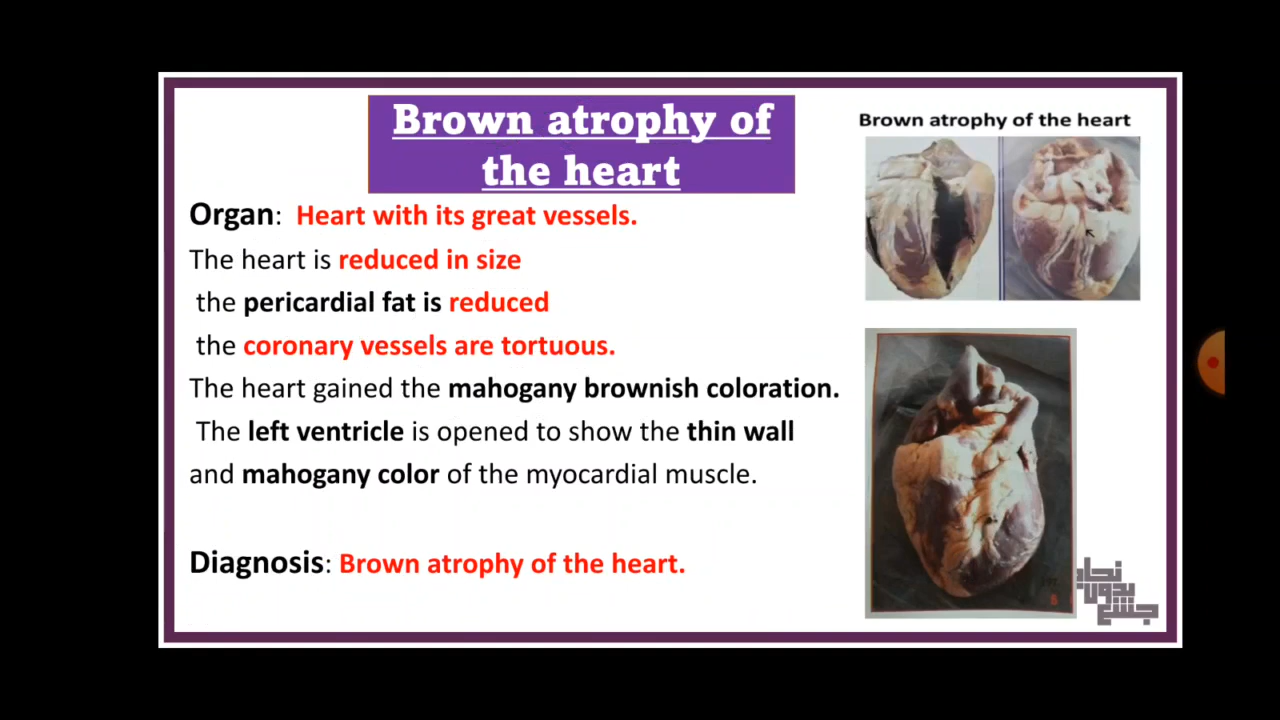 Brown atrophy of
the heart
Brown atrophy of the heart
Organ: Heart with its great vessels.
The heart is reduced in size
the pericardial fat is reduced
the coronary vessels are tortuous.
The heart gained the mahogany brownish coloration.
The left ventricle is opened to show the thin wall
and mahogany color of the myocardial muscle.
Diagnosis: Brown atrophy of the heart.
نجاح
بدون
جشع